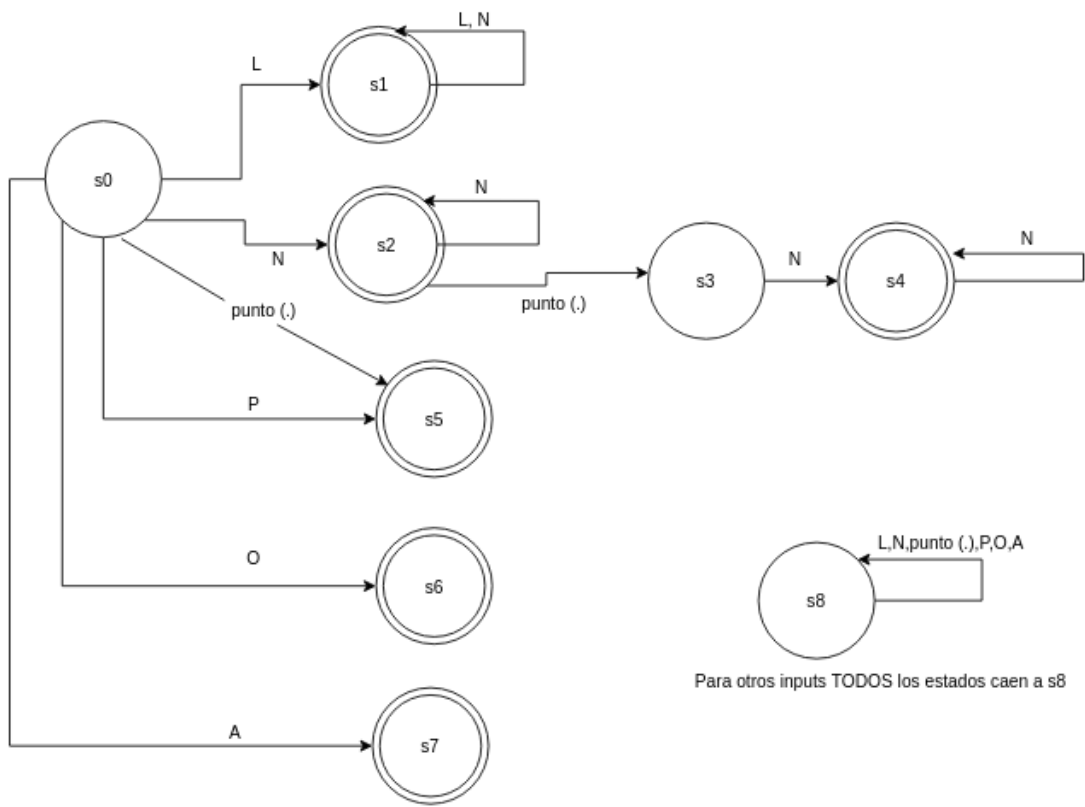 L, N
L
s1
s0
N
s2
N
punto (.)
s3
N
s4
N
punto (.)
P
s5
O
s6
L,N,punto (.),P,O,A
s8
Para otros inputs TODOS los estados caen a s8
A
s7